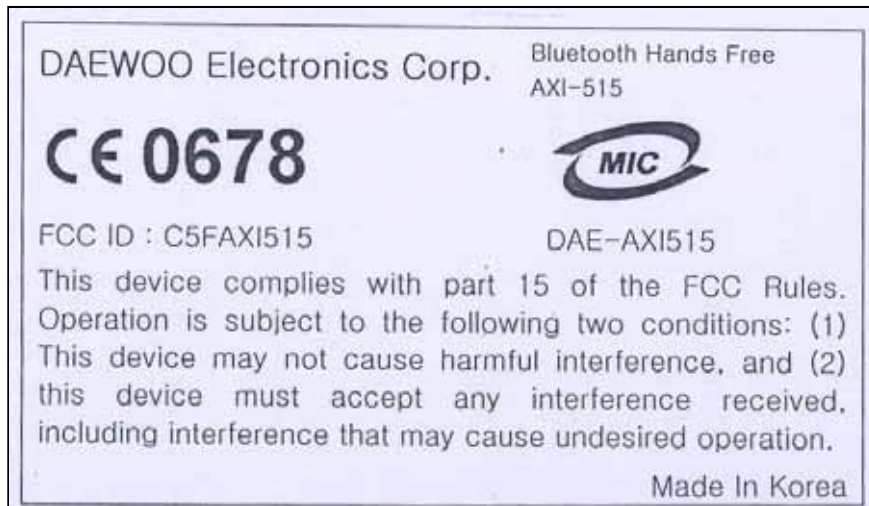 DAEWOO Electronics Corp.
Bluetooth Hands Free
AXI-515
CE 0678
MIC
FCC ID : C5FAXI515
DAE-AXI515
This device complies with part 15 of the FCC Rules.
Operation is subject to the following two conditions: (1)
This device may not cause harmful interference, and (2)
this device must accept any interference received,
including interference that may cause undesired operation.
Made In Korea